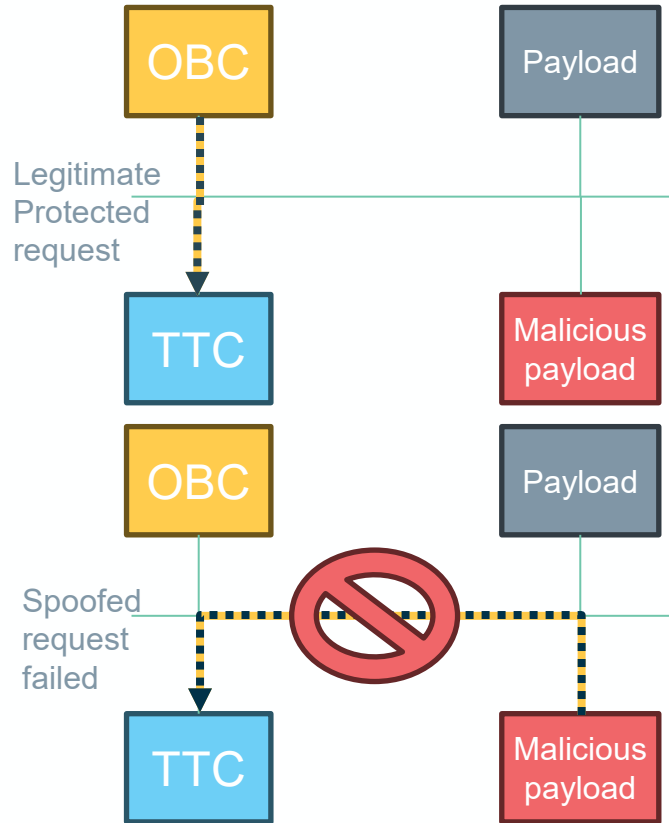 OBC
Payload
Legitimate
Protected
request
TTC
Malicious
payload
OBC
Payload
Spoofed
request
failed
TTC
Malicious
payload